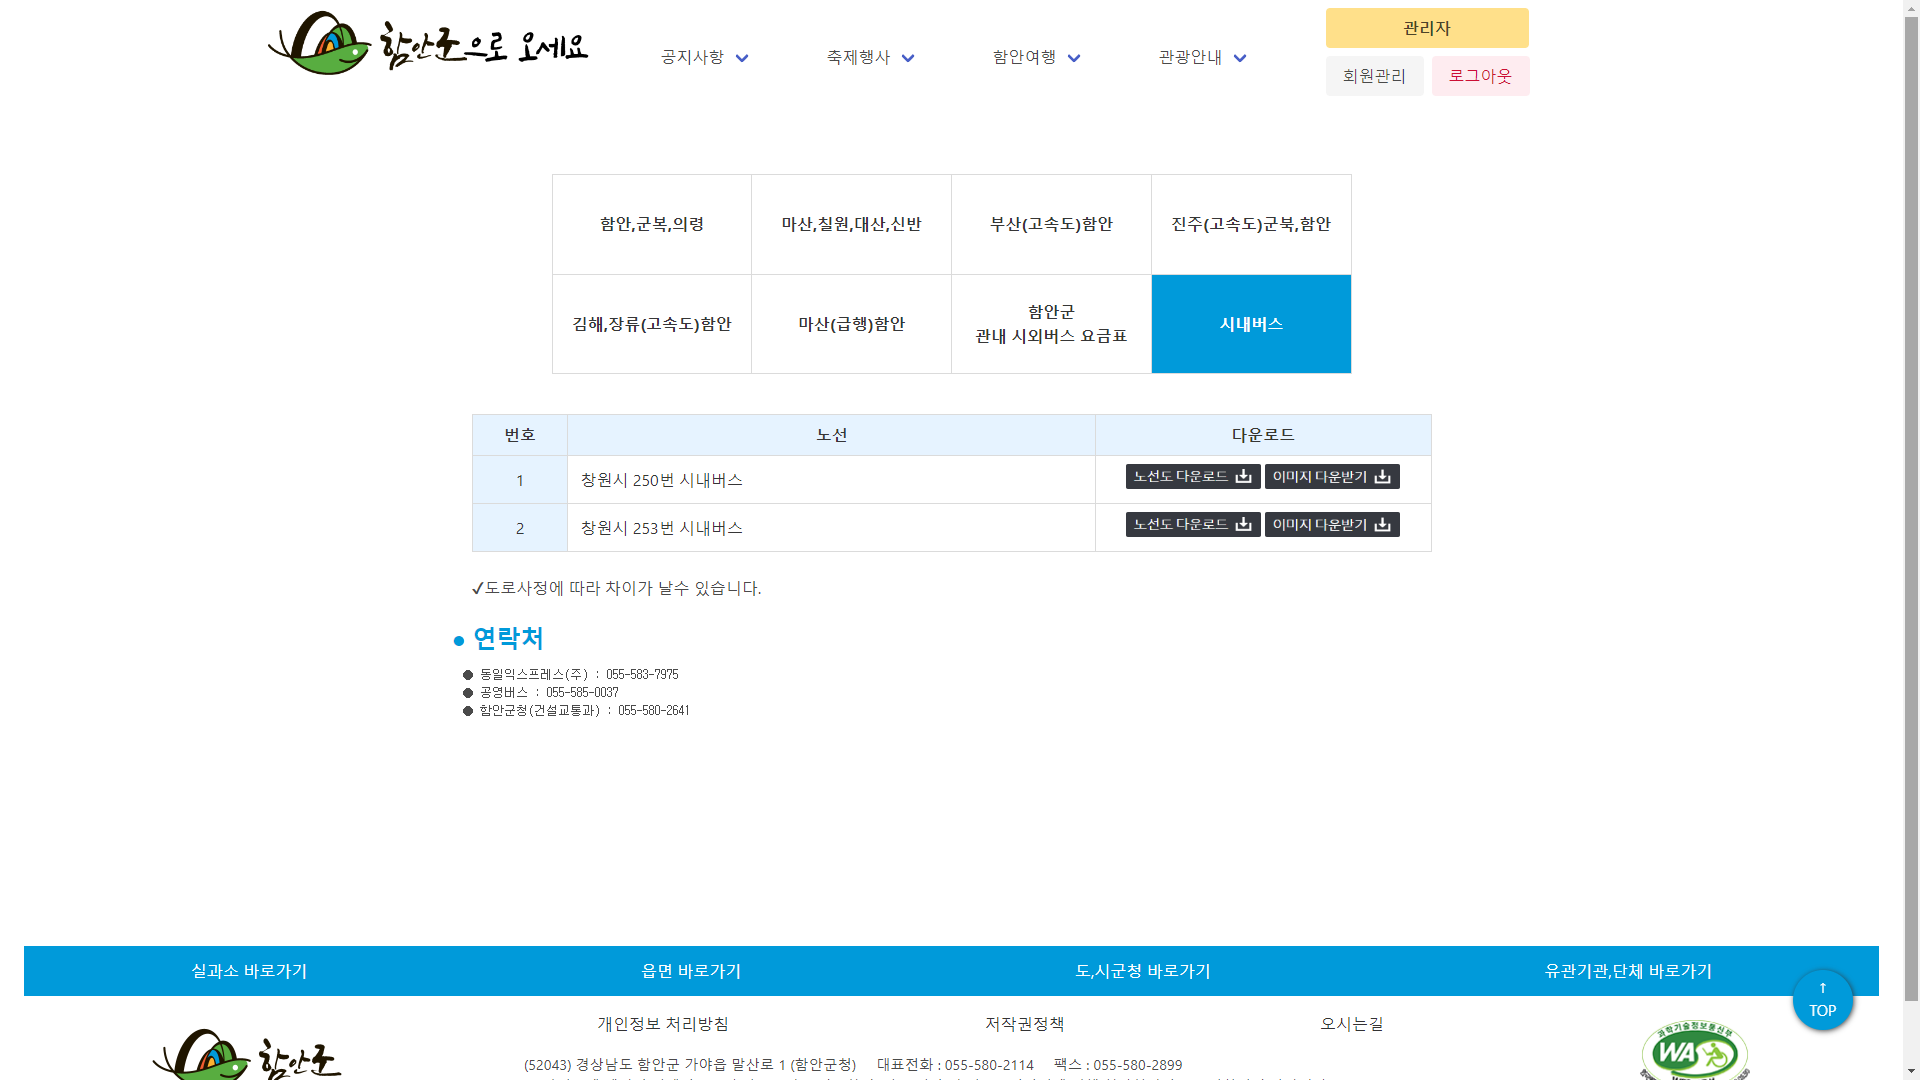 함안군으로 오세요
공지사항
축제행사
함안여행
관광안내
관리자
회원관리
로그아웃
함안,군복,의령
마산,칠원,대산,신반
부산(고속도)함안
진주(고속도)군북,함안
김해,장류(고속도)함안
마산(급행)함안
함안군
관내 시외버스 요금표
시내버스
번호 노선 다운로드
1 창원시 250번 시내버스 노선도 다운로드 이미지 다운받기
2 창원시 253번 시내버스 노선도 다운로드 이미지 다운받기
✓도로사정에 따라 차이가 날수 있습니다.
● 연락처
● 동일익스프레스(주) : 055-583-7975
● 공영버스 : 055-585-0037
● 함안군청(건설교통과) : 055-580-2641
실과소 바로가기
읍면 바로가기
도,시군청 바로가기
유관기관,단체 바로가기
↑
TOP
개인정보 처리방침
저작권정책
오시는길
함안군
(52043) 경상남도 함안군 가야읍 말산로 1 (함안군청) 대표전화 : 055-580-2114 팩스 : 055-580-2899
과학기술정보통신부
WA